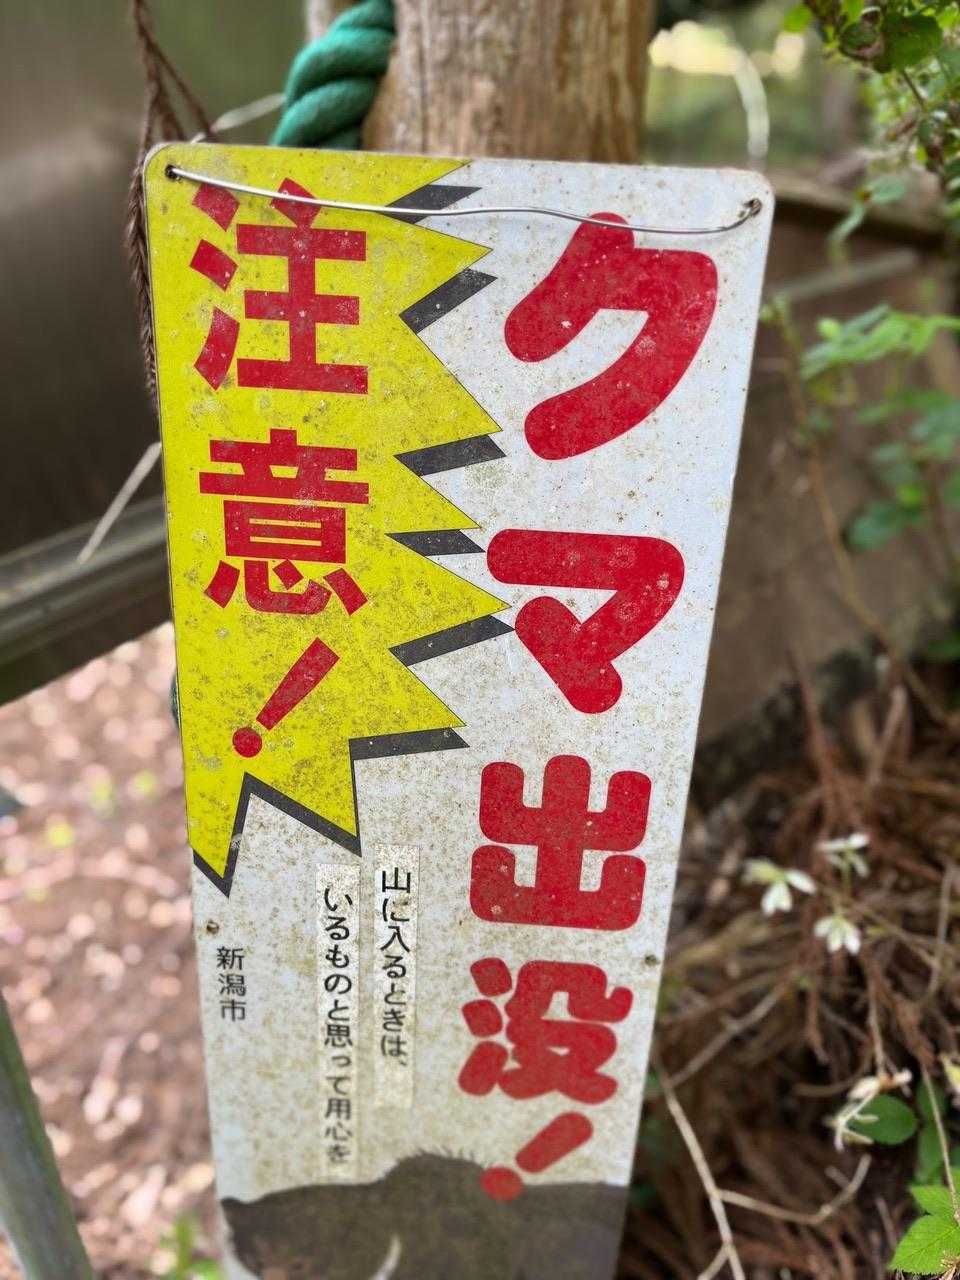 クマ出没!
注意!
山に入るときは、
いるものと思って用心を
新潟市